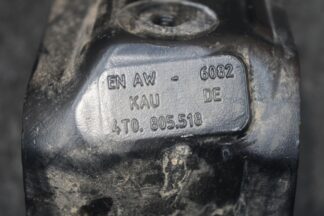 EN AW - 6082
KAU DE
4T0.805.518